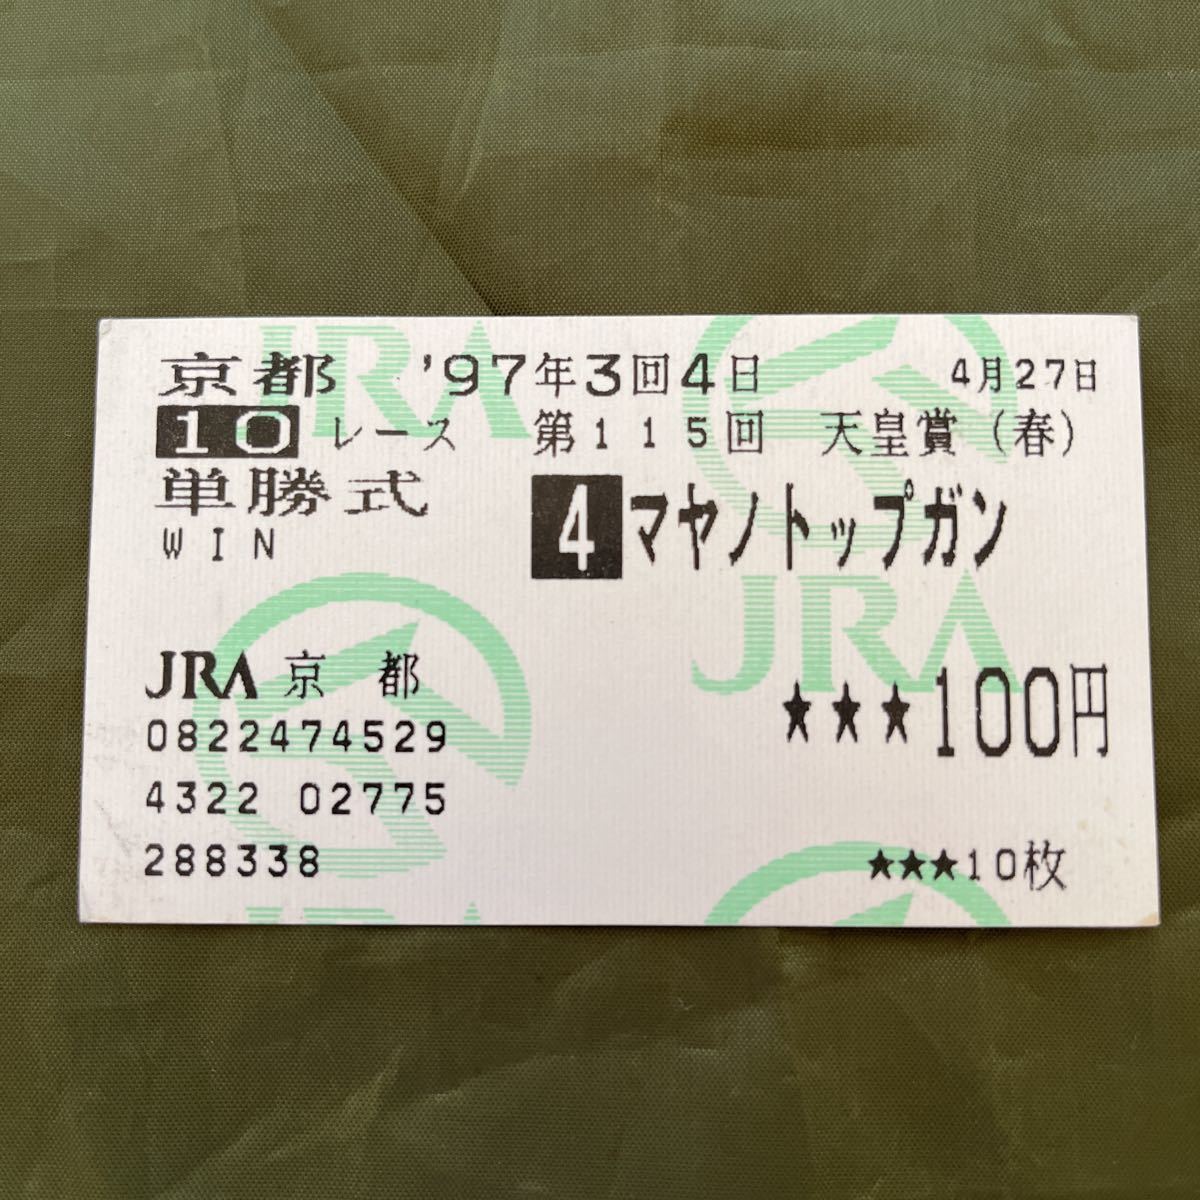 京都 '97年3回4日 4月27日
10 レース 第115回 天皇賞（春）
単勝式 4 マヤノトップガン
WIN
JRA 京都
0822474529
4322 02775
288338
★★★100円
★★★10枚
JRA
JRA